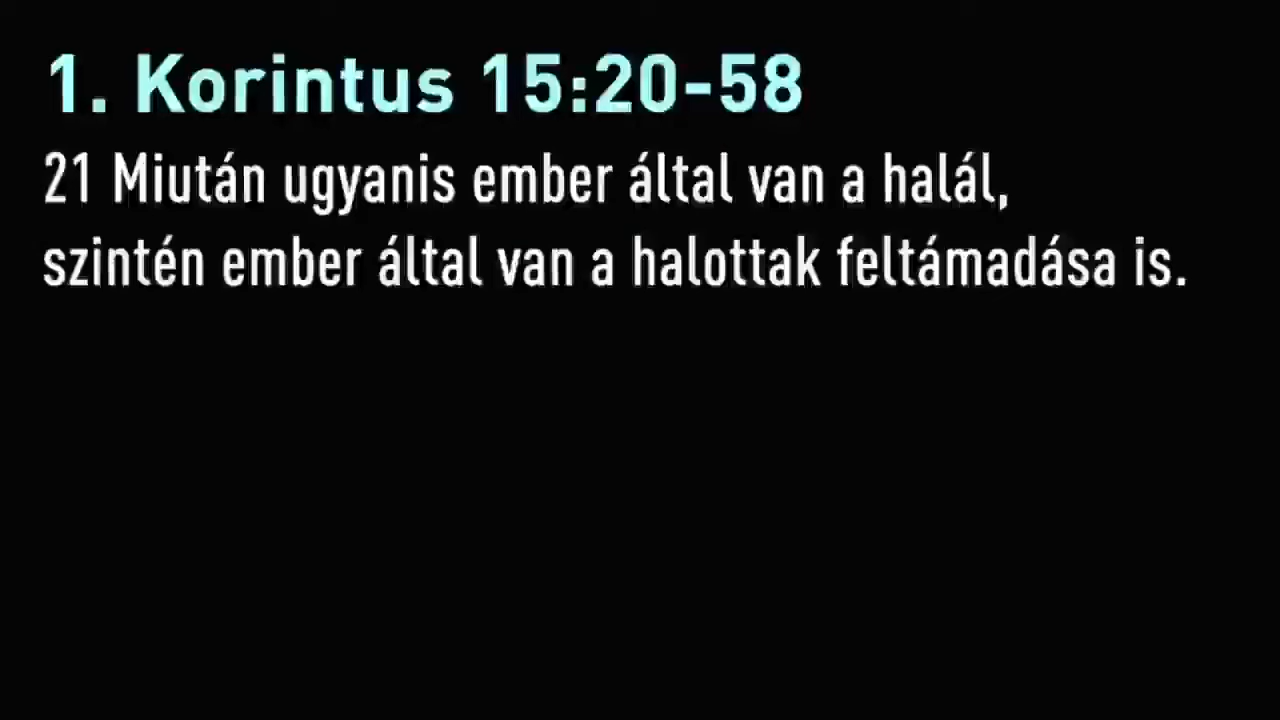 1. Korintus 15:20-58
21 Miután ugyanis ember által van a halál,
szintén ember által van a halottak feltámadása is.